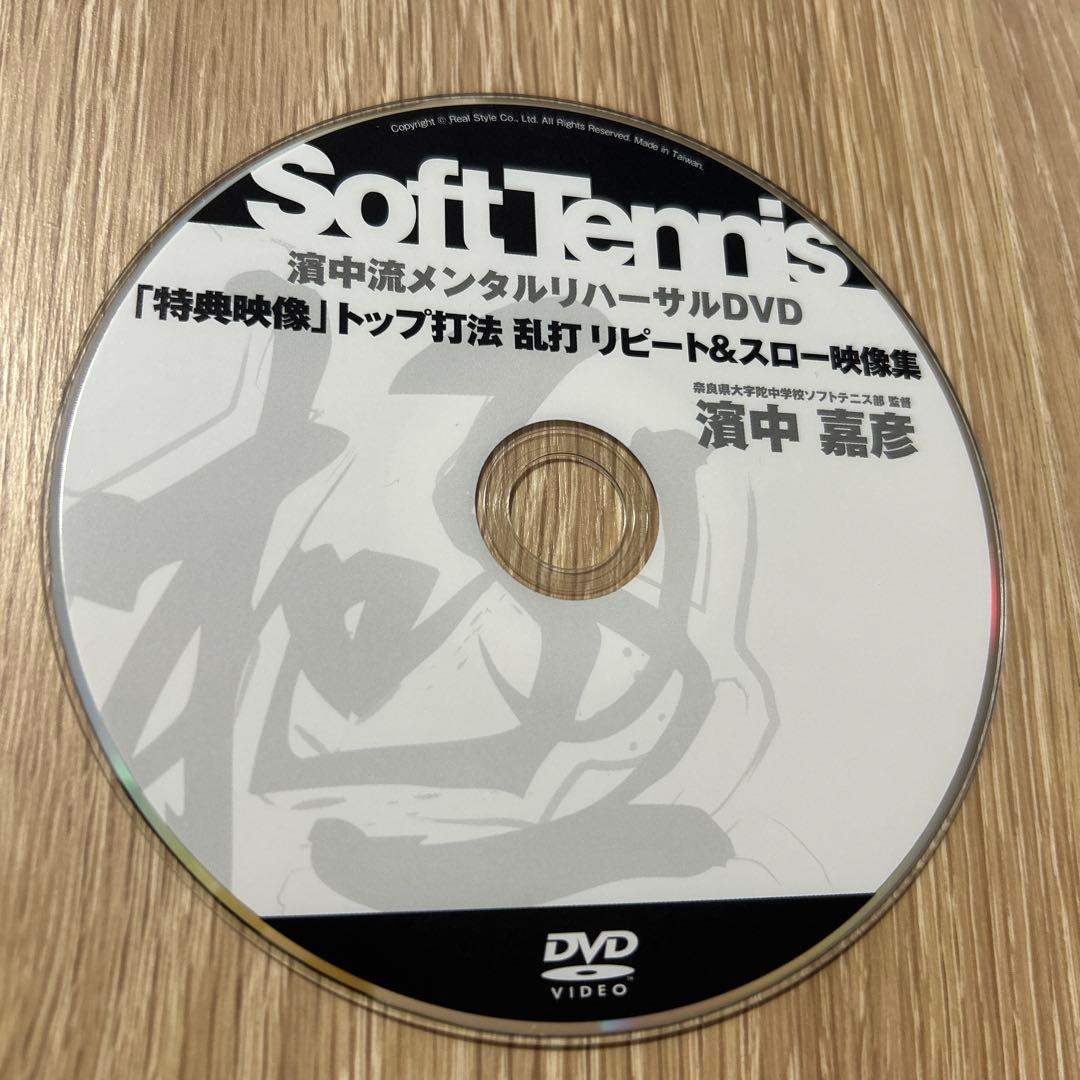 Copyright © Real Style Co., Ltd. All Rights Reserved. Made in Taiwan.
Soft Tennis
濱中流メンタルリハーサルDVD
「特典映像」トップ打法 乱打 リピート&スロー映像集
奈良県大宇陀中学校ソフトテニス部 監督
濱中 嘉彦
DVD
VIDEO